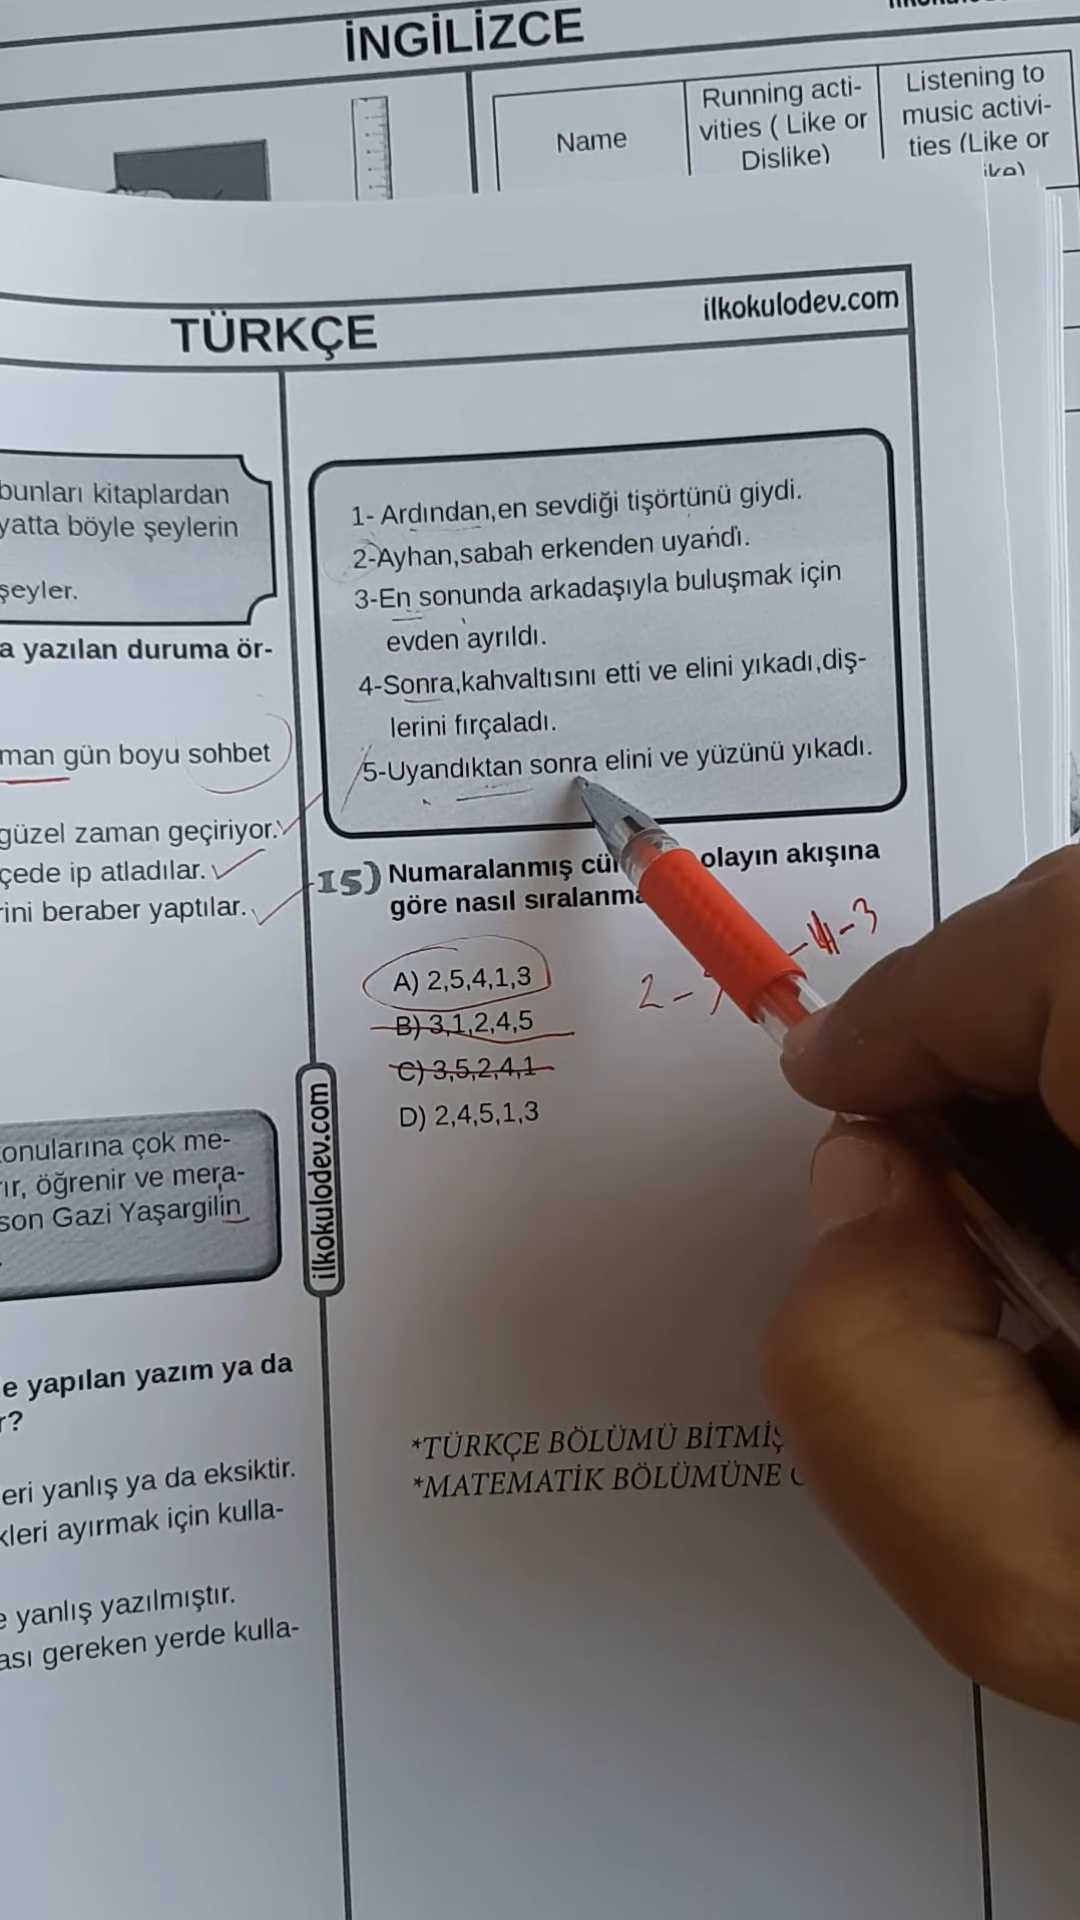 İNGİLİZCE
Name
Running acti-
vities ( Like or
Dislike)
Listening to
music activi-
ties (Like or
TÜRKÇE
ilkokulodev.com
bunları kitaplardan
yatta böyle şeylerin
şeyler.
a yazılan duruma ör-
man gün boyu sohbet
güzel zaman geçiriyor.
çede ip atladılar.
rini beraber yaptılar.
onularına çok me-
ır, öğrenir ve mera-
son Gazi Yaşargilin
e yapılan yazım ya da
r?
eri yanlış ya da eksiktir.
kleri ayırmak için kulla-
e yanlış yazılmıştır.
ası gereken yerde kulla-
ilkokulodev.com
1- Ardından,en sevdiği tişörtünü giydi.
2-Ayhan,sabah erkenden uyandı.
3-En sonunda arkadaşıyla buluşmak için
evden ayrıldı.
4-Sonra,kahvaltısını etti ve elini yıkadı,diş-
lerini fırçaladı.
5-Uyandıktan sonra elini ve yüzünü yıkadı.
15) Numaralanmış olayın akışına
göre nasıl
A) 2,5,4,1,3
B) 3,1,2,4,5
C) 3,5,2,4,1
D) 2,4,5,1,3
*TÜRKÇE BÖLÜMÜ BİTMİŞ
*MATEMATİK BÖLÜMÜNE